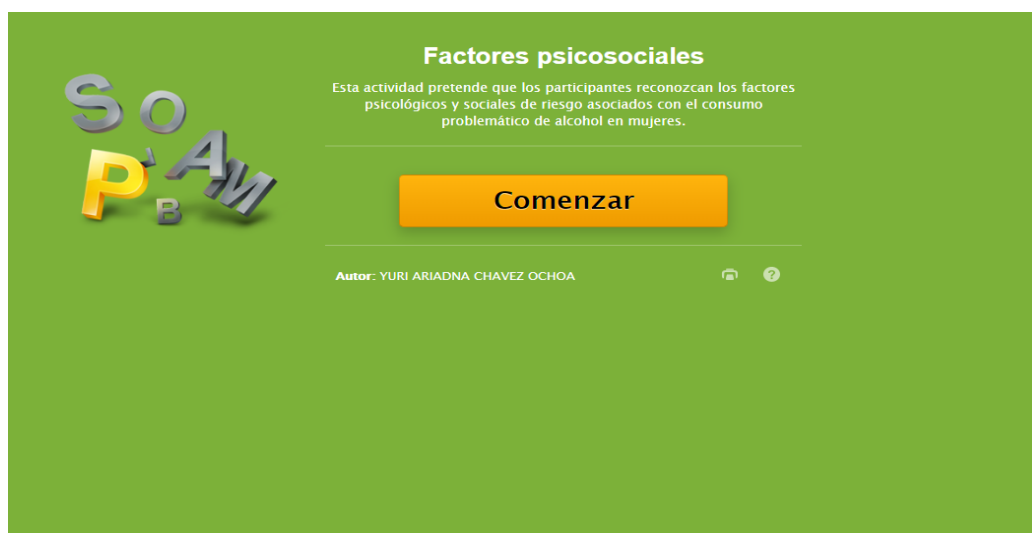 Factores psicosociales
Esta actividad pretende que los participantes reconozcan los factores
psicológicos y sociales de riesgo asociados con el consumo
problemático de alcohol en mujeres.
S O
P A M
B
Comenzar
Autor: YURI ARIADNA CHAVEZ OCHOA
?